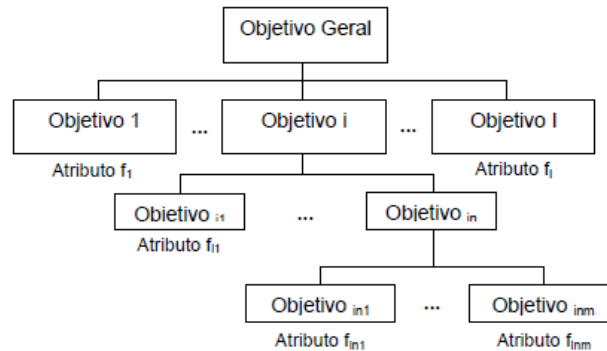 Objetivo Geral
Objetivo 1 ... Objetivo i ... Objetivo I
Atributo f1 Atributo fI
Objetivo i1 ... Objetivo in
Atributo fI1
Objetivo in1 ... Objetivo inm
Atributo fIn1 Atributo fInm